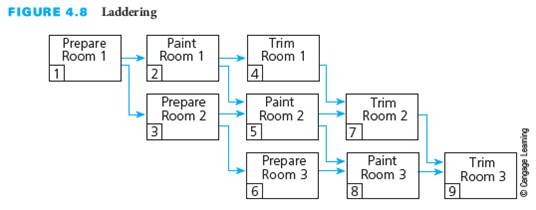 FIGURE 4.8 Laddering
Prepare
Room 1
1
Paint
Room 1
2
Trim
Room 1
4
Prepare
Room 2
3
Paint
Room 2
5
Trim
Room 2
7
Prepare
Room 3
6
Paint
Room 3
8
Trim
Room 3
9
© Cengage Learning